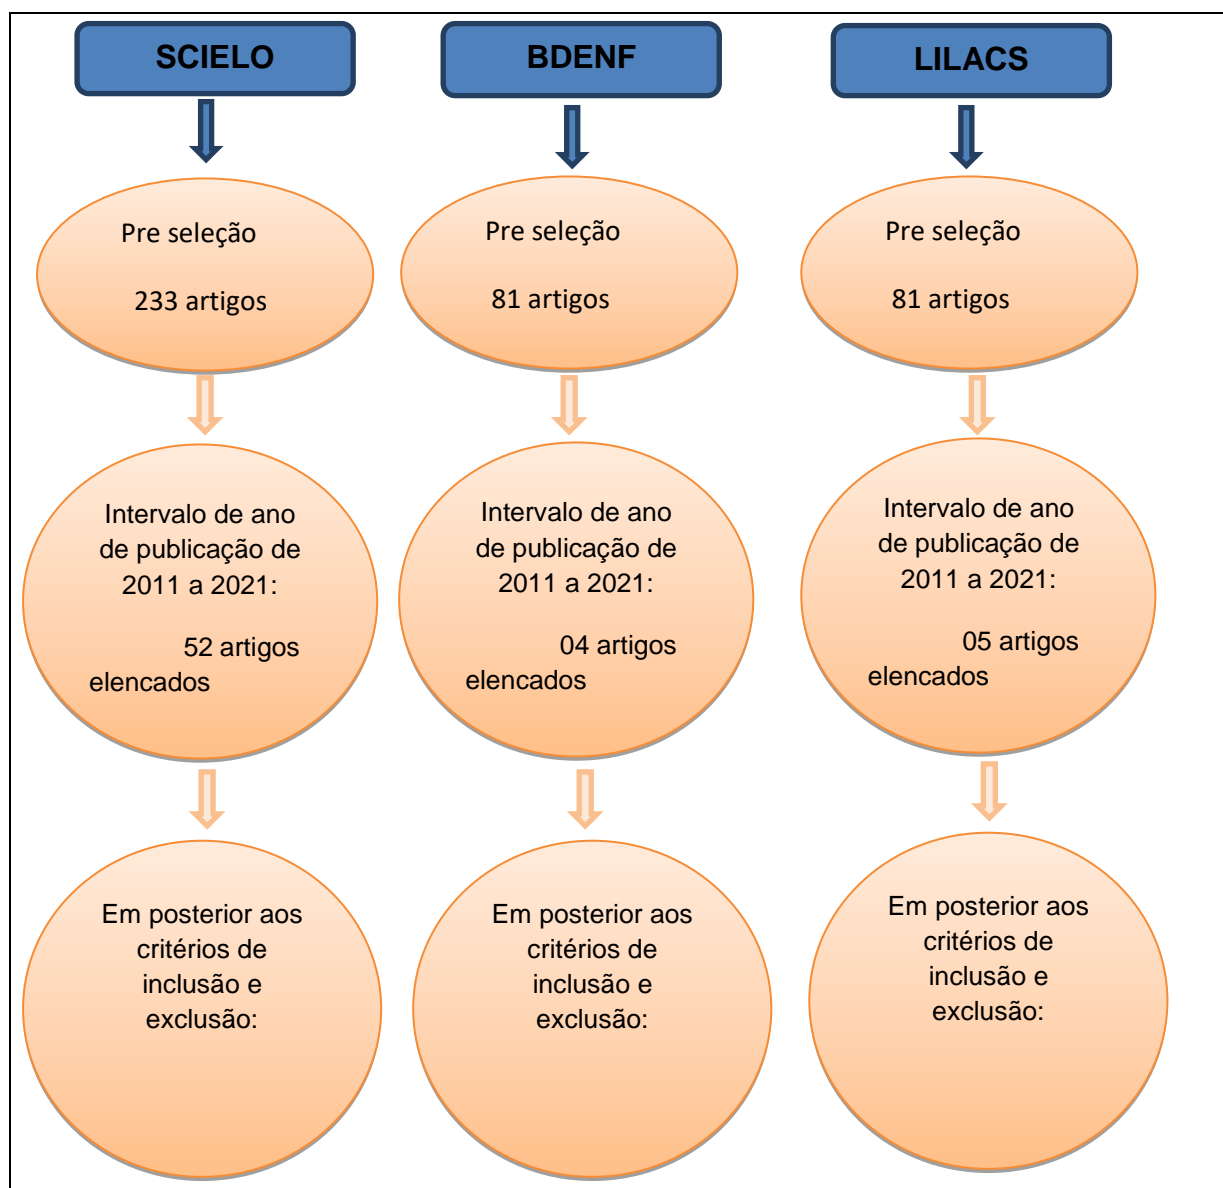 SCIELO
BDENF
LILACS
Pre seleção
233 artigos
Pre seleção
81 artigos
Pre seleção
81 artigos
Intervalo de ano
de publicação de
2011 a 2021:
52 artigos
elencados
Intervalo de ano
de publicação de
2011 a 2021:
04 artigos
elencados
Intervalo de ano
de publicação de
2011 a 2021:
05 artigos
elencados
Em posterior aos
critérios de
inclusão e
exclusão:
Em posterior aos
critérios de
inclusão e
exclusão:
Em posterior aos
critérios de
inclusão e
exclusão: